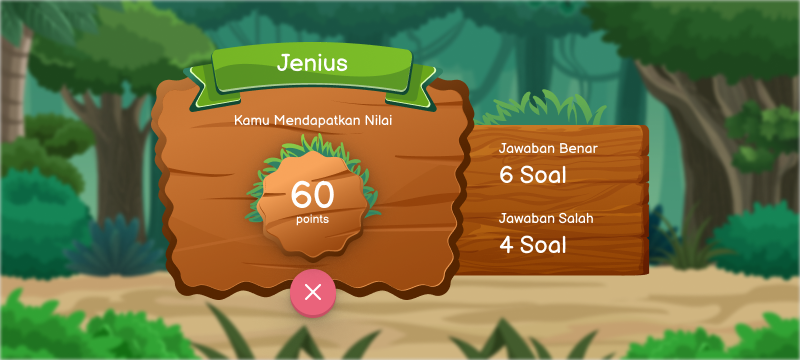 Jenius
Kamu Mendapatkan Nilai
60
points
Jawaban Benar
6 Soal
Jawaban Salah
4 Soal